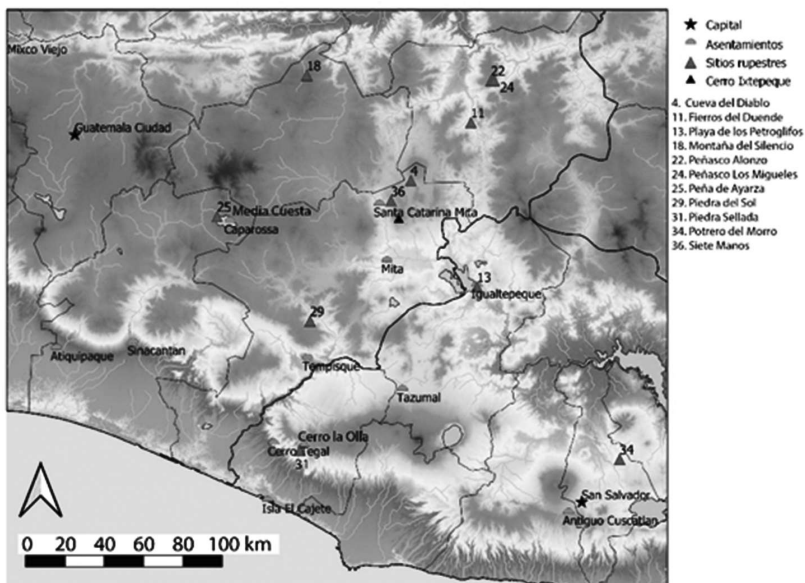 Mixco Viejo
18
22
24
Guatemala Ciudad
11
4
36
25 Media Cuesta
Santa Catarina Mita
Caparossa
Mita
13
Igualtepeque
29
Atiquipaque
Sinacantan
Tempisque
Tazumal
Cerro la Olla
Cerro Tegal
31
34
San Salvador
Isla El Cajete
Antiguo Cuscatlan
0 20 40 60 80 100 km
Capital
Asentamientos
Sitios rupestres
Cerro Ixtepeque
4. Cueva del Diablo
11. Fierros del Duende
13. Playa de los Petroglifos
18. Montaña del Silencio
22. Peñasco Alonzo
24. Peñasco Los Migueles
25. Peña de Ayarza
29. Piedra del Sol
31. Piedra Sellada
34. Potrero del Morro
36. Siete Manos